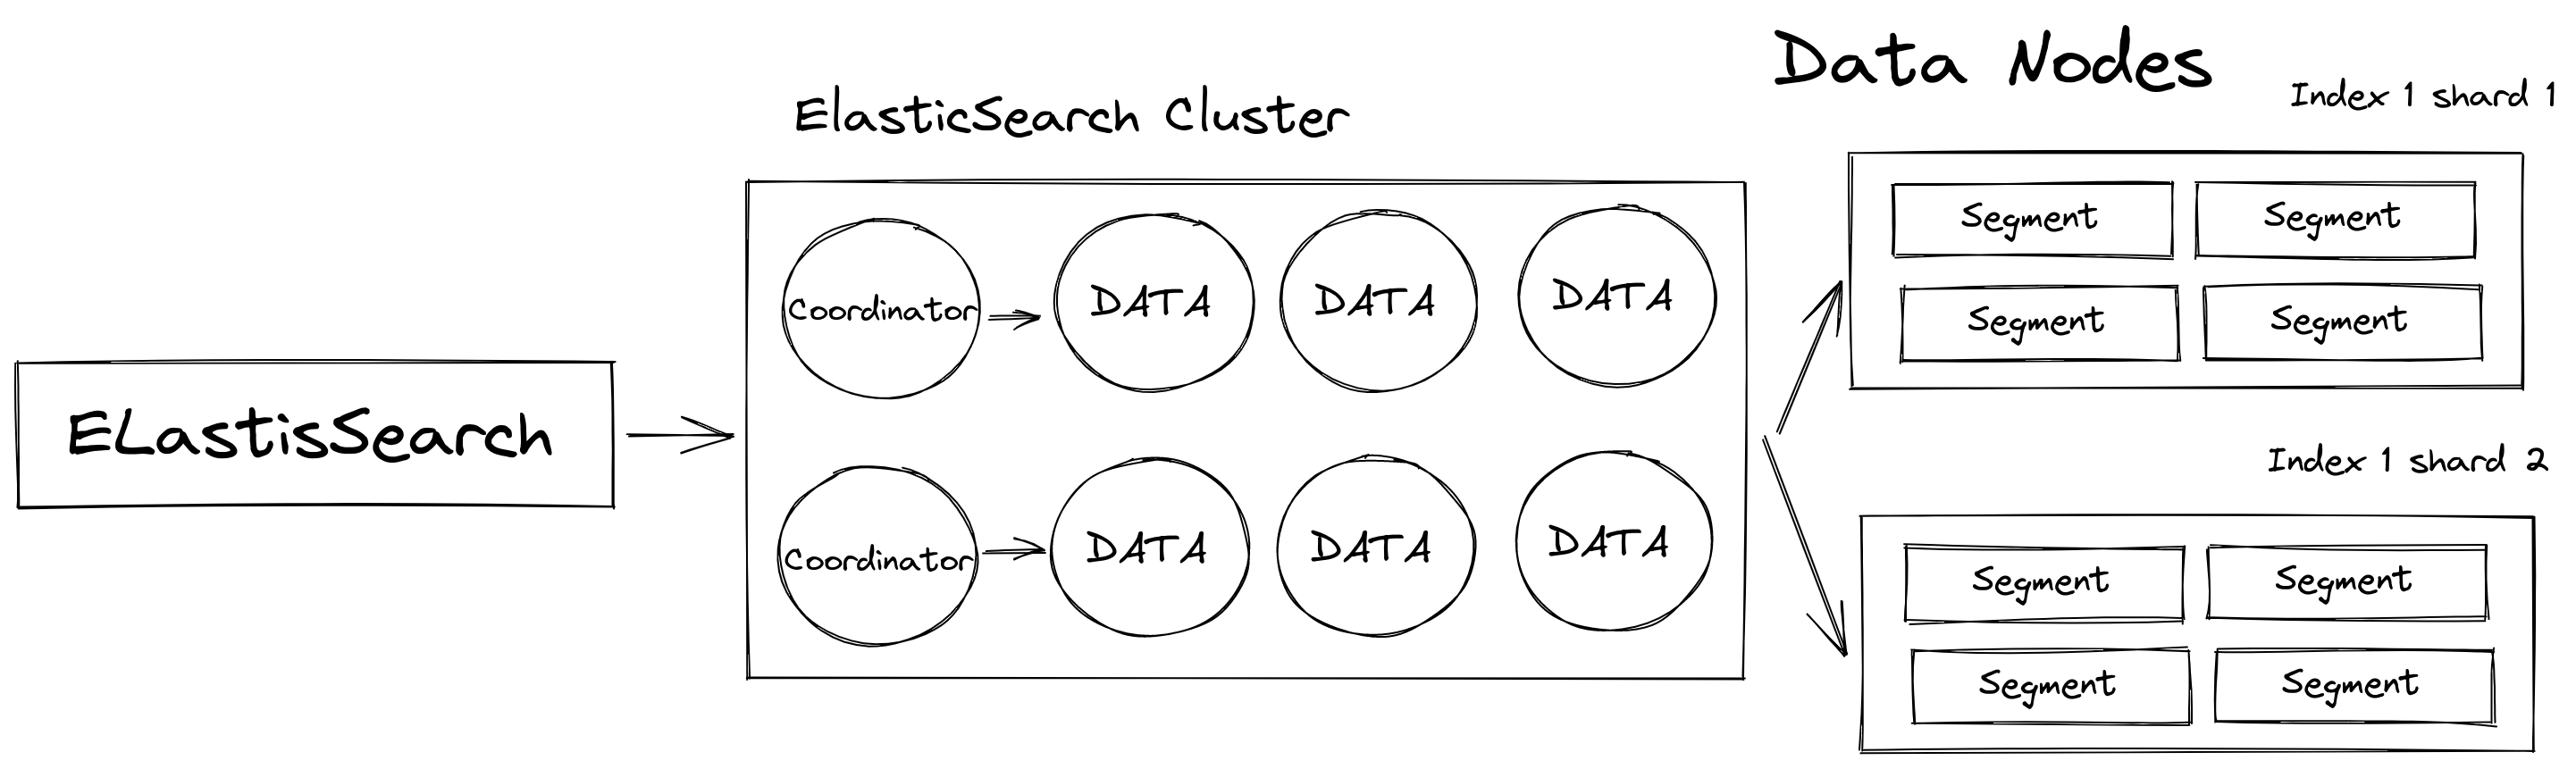 Data Nodes
ElasticSearch Cluster
Index 1 shard 1
Segment
Segment
Segment
Segment
Coordinator
DATA
DATA
DATA
ELastisSearch
Coordinator
DATA
DATA
DATA
Index 1 shard 2
Segment
Segment
Segment
Segment